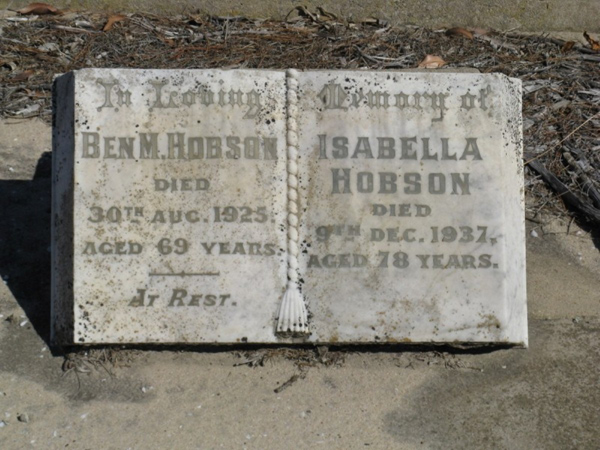 In Loving Memory of
BEN M. HOBSON
DIED
30TH AUG. 1925.
AGED 69 YEARS.
AT REST.
ISABELLA
HOBSON
DIED
9TH DEC. 1937,
AGED 78 YEARS.